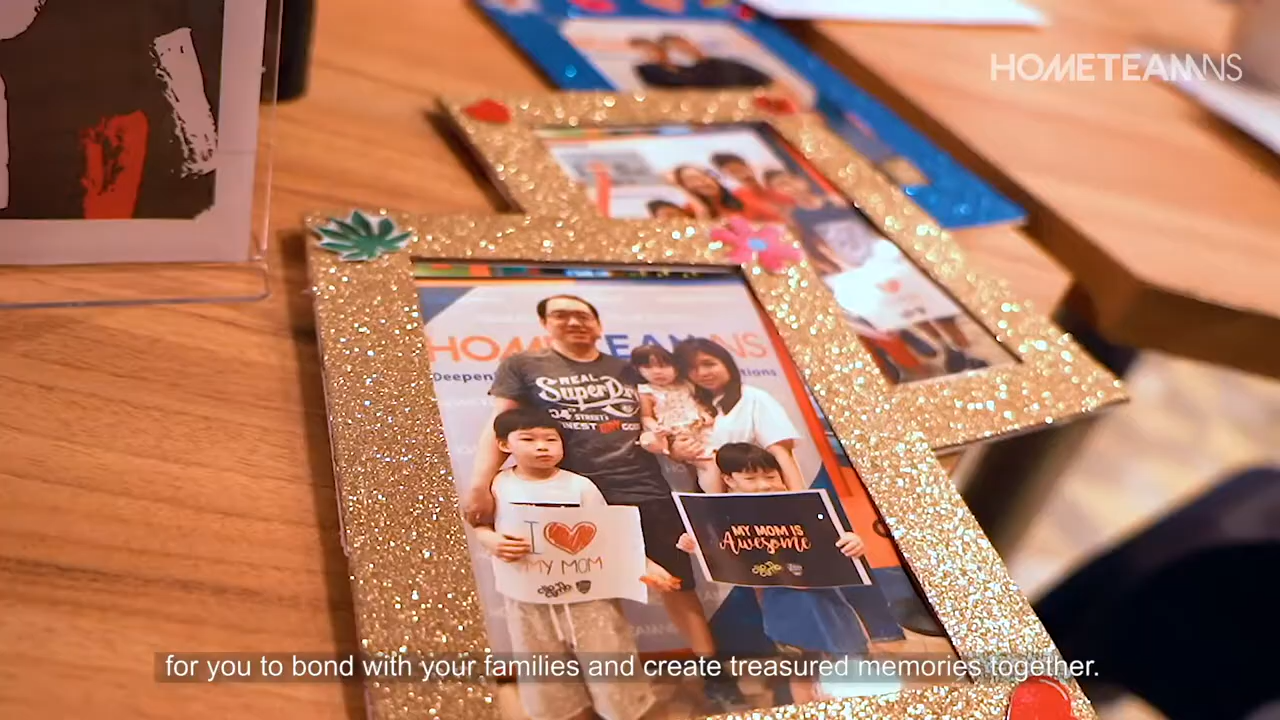 HOMETEAMNS
HOMETEAMNS
Deepen
REAL
SuperDry
34TH STREET
I
MY MOM
MY MOM IS
Awesome
for you to bond with your families and create treasured memories together.